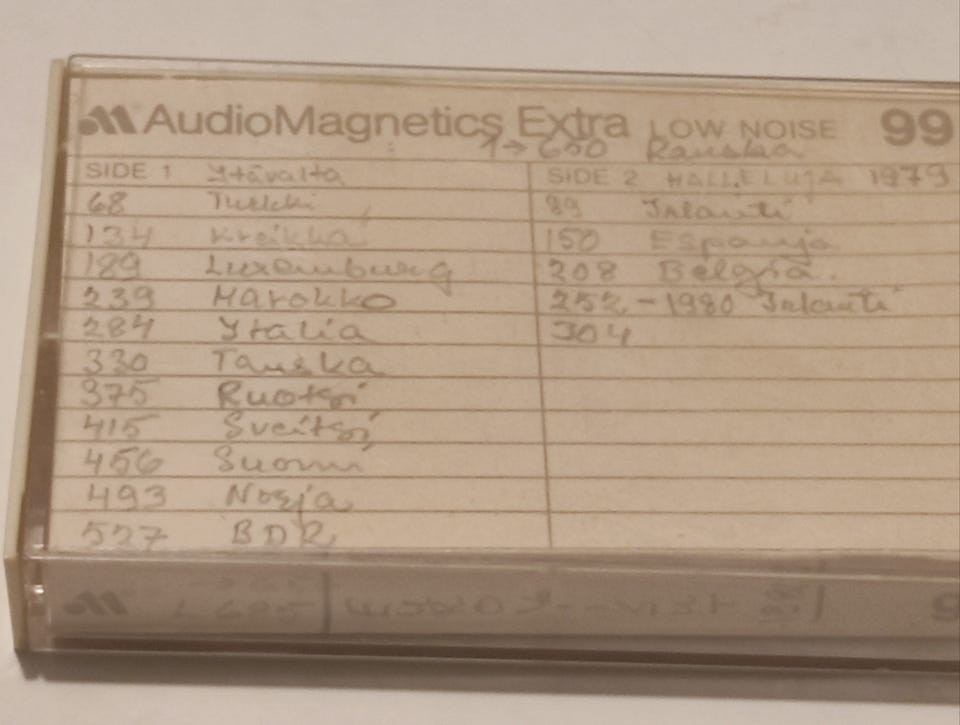 AudioMagnetics Extra LOW NOISE 99
1→600 Ranska
SIDE 1 Itävalta
68 Turkki
134 Kreikka
189 Luxemburg
239 Marokko
284 Italia
330 Tanska
375 Ruotsi
415 Sveitsi
456 Suomi
493 Norja
527 BDR
SIDE 2 HALLELUJA 1979
89 Irlanti
150 Espanja
208 Belgia.
252 - 1980 Irlanti
304